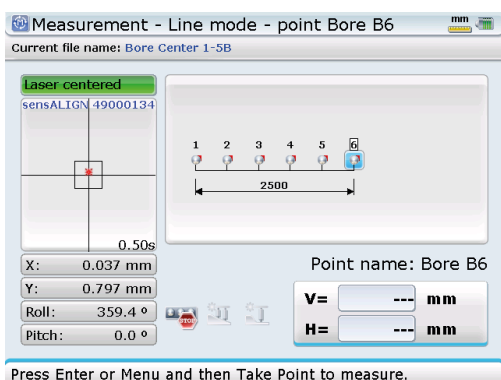 Measurement - Line mode - point Bore B6
mm
Current file name: Bore Center 1-5B
Laser centered
sensALIGN 49000134
0.50s
1 2 3 4 5 6
2500
X: 0.037 mm
Y: 0.797 mm
Roll: 359.4 º
Pitch: 0.0 º
STOP
Point name: Bore B6
V= --- mm
H= --- mm
Press Enter or Menu and then Take Point to measure.